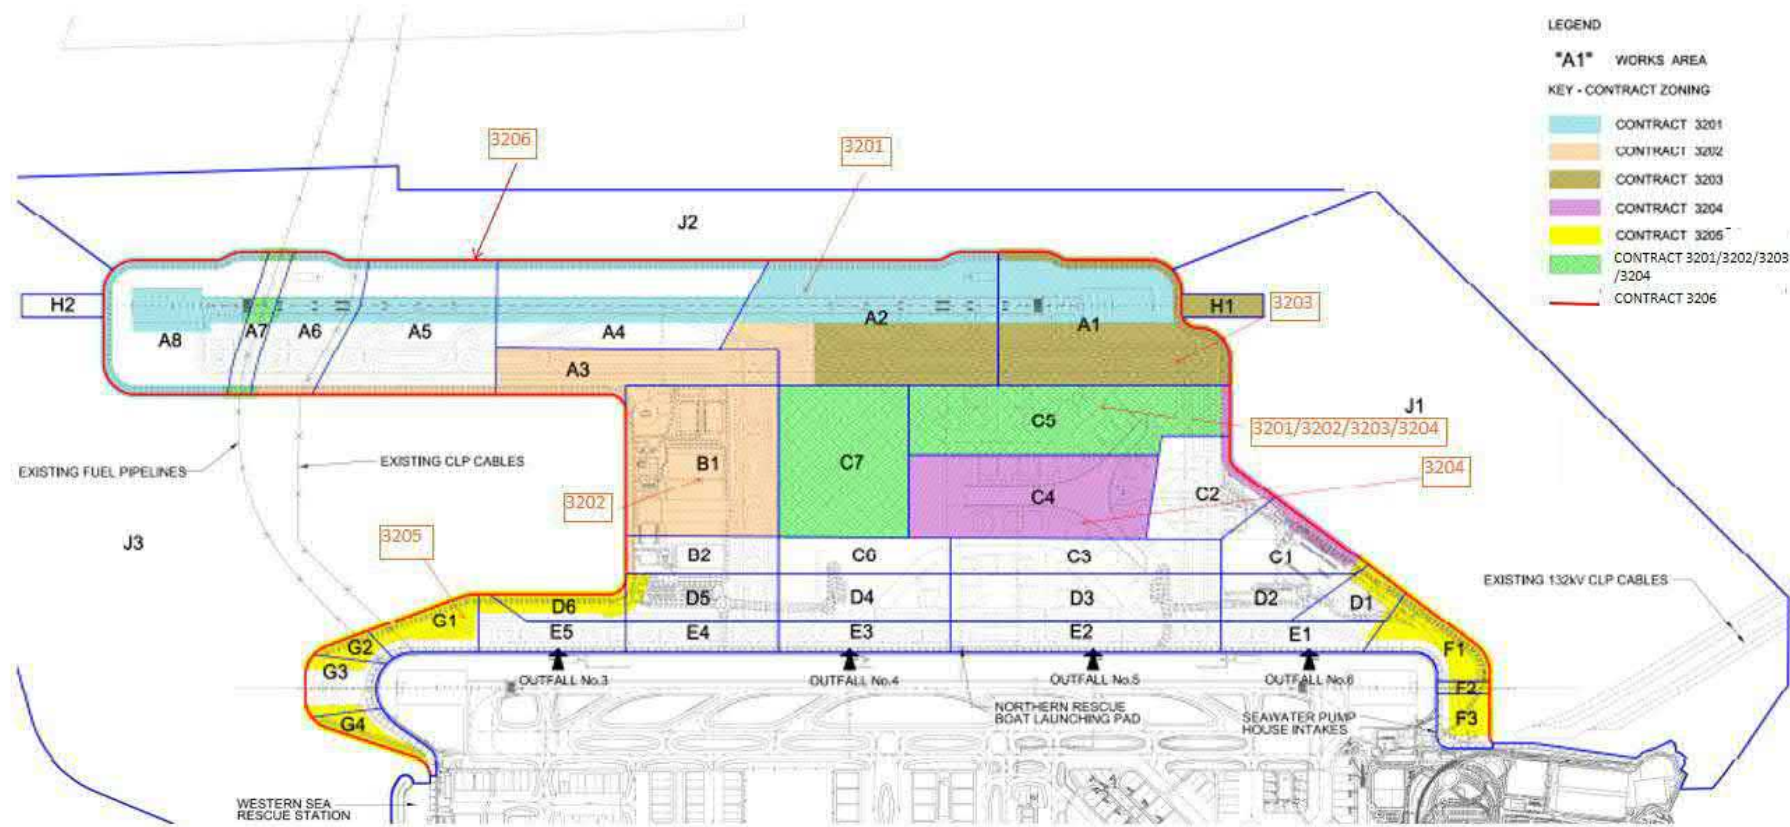 LEGEND
"A1" WORKS AREA
KEY - CONTRACT ZONING
CONTRACT 3201
CONTRACT 3202
CONTRACT 3203
CONTRACT 3204
CONTRACT 3205
CONTRACT 3201/3202/3203
/3204
CONTRACT 3206
3206
3201
J2
H2
A8
A7
A6
A5
A4
A2
A1
H1
3203
A3
C5
J1
3201/3202/3203/3204
EXISTING FUEL PIPELINES
EXISTING CLP CABLES
B1
C7
C4
3204
C2
3202
J3
3205
B2
C6
C3
C1
EXISTING 132kV CLP CABLES
D6
D5
D4
D3
D2
D1
G1
E5
E4
E3
E2
E1
G2
F1
G3
OUTFALL No.3
OUTFALL No.4
OUTFALL No.5
OUTFALL No.6
F2
G4
NORTHERN RESCUE
BOAT LAUNCHING PAD
SEAWATER PUMP
HOUSE INTAKES
F3
WESTERN SEA
RESCUE STATION